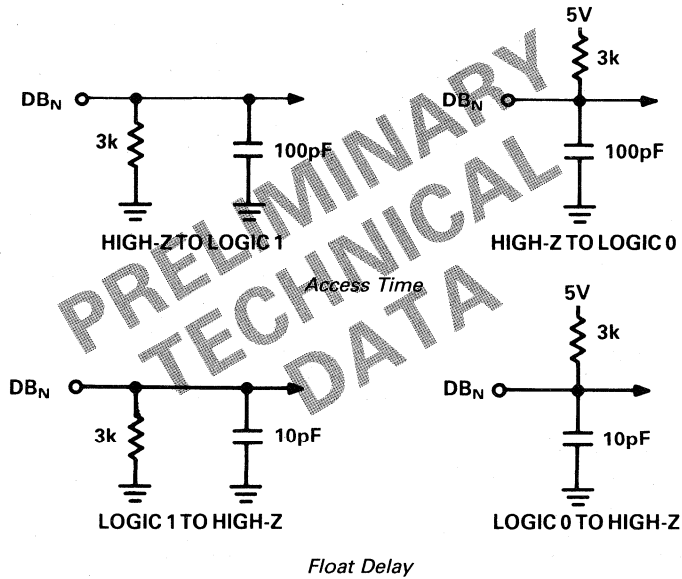 5V
3k
DBN
DBN
3k
100pF
100pF
HIGH-Z TO LOGIC 1
HIGH-Z TO LOGIC 0
Access Time
PRELIMINARY
TECHNICAL
DATA
5V
3k
DBN
DBN
3k
10pF
10pF
LOGIC 1 TO HIGH-Z
LOGIC 0 TO HIGH-Z
Float Delay